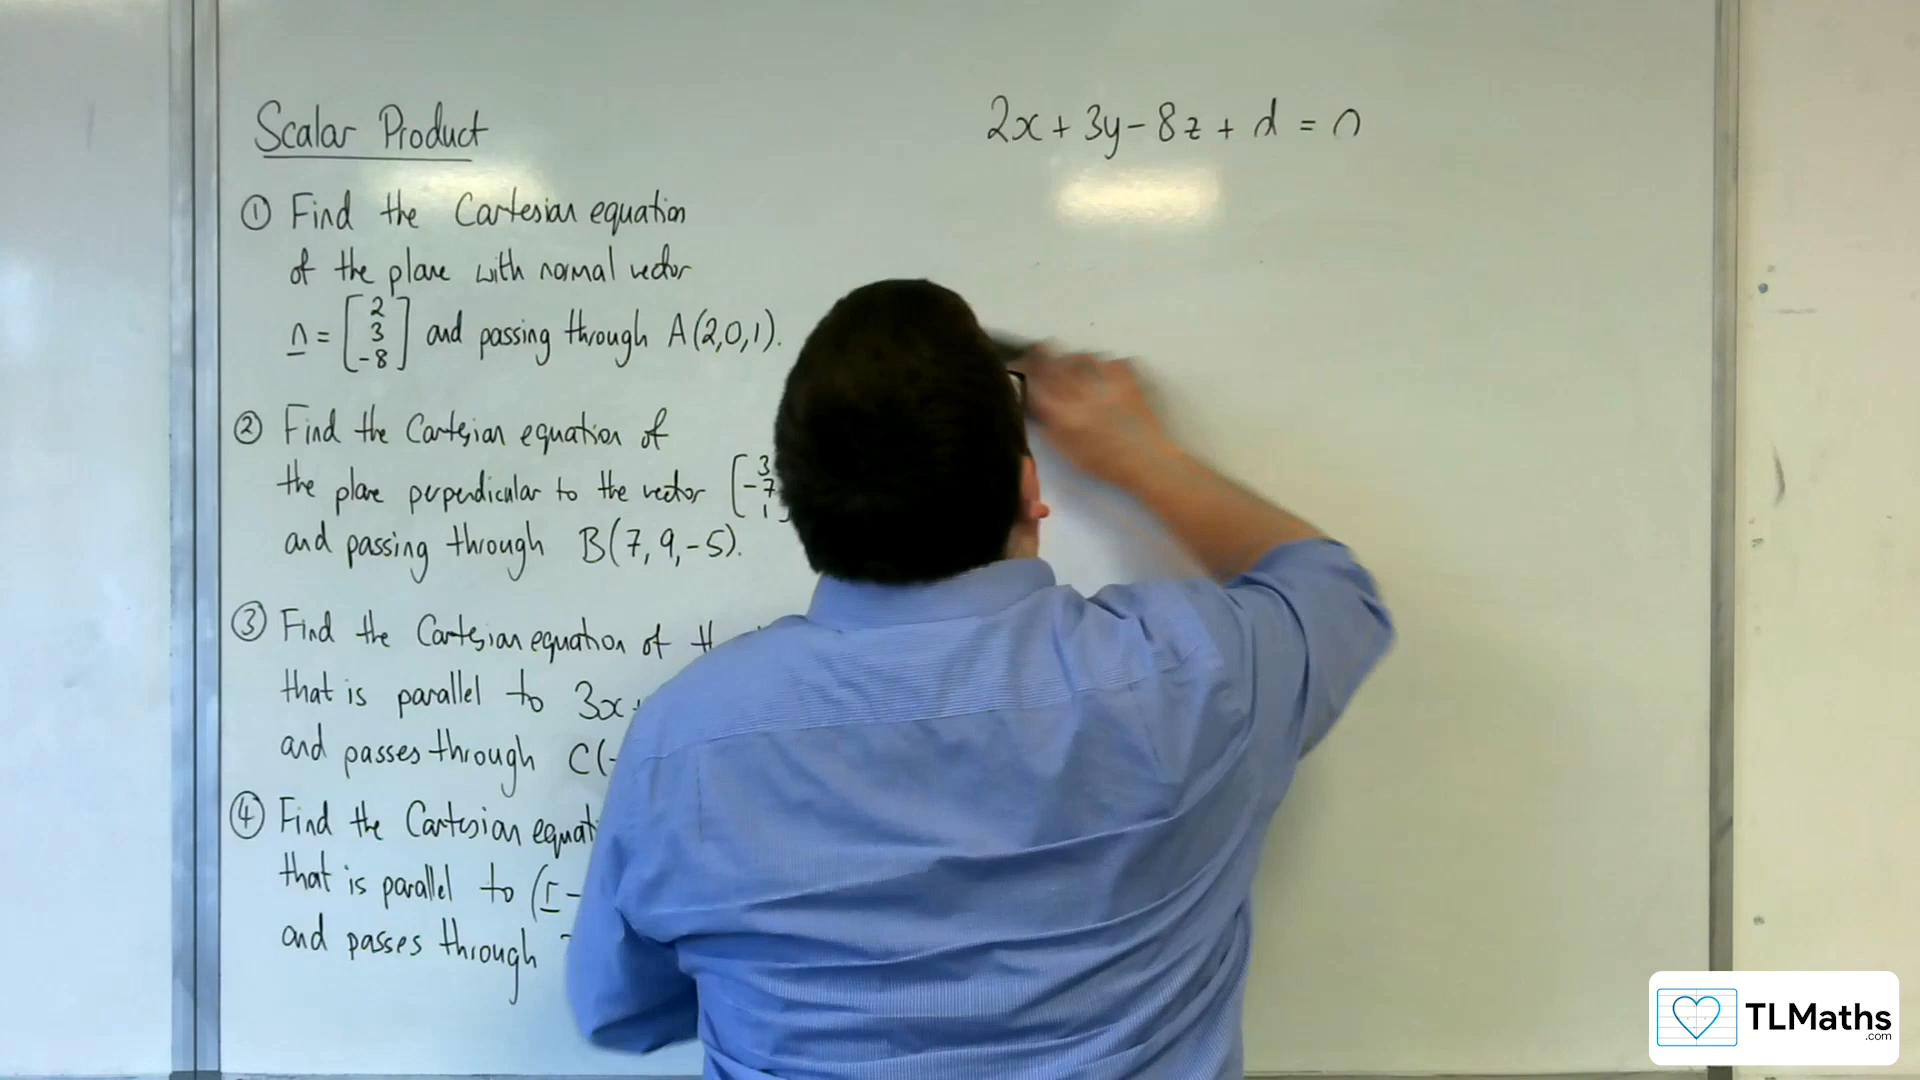 Scalar Product
① Find the Cartesian equation
of the plane with normal vector
n = [2 3 -8] and passing through A(2,0,1).
② Find the Cartesian equation of
the plane perpendicular to the vector [3 -7 1]
and passing through B(7, 9, -5).
③ Find the Cartesian equation of
that is parallel to 3x
and passes through C(-
④ Find the Cartesian
that is parallel to (r -
and passes through
2x + 3y - 8z + d = 0
TLMaths
.com